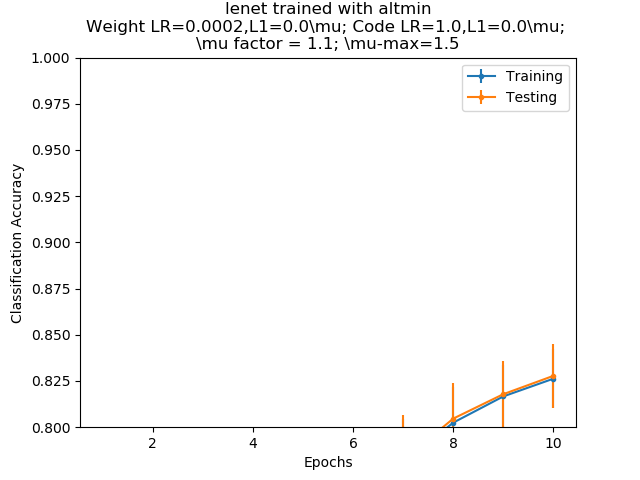 lenet trained with altmin
Weight LR=0.0002,L1=0.0\mu; Code LR=1.0,L1=0.0\mu;
\mu factor = 1.1; \mu-max=1.5
1.000
0.975
0.950
0.925
0.900
0.875
0.850
0.825
0.800
Classification Accuracy
Training
Testing
2 4 6 8 10
Epochs